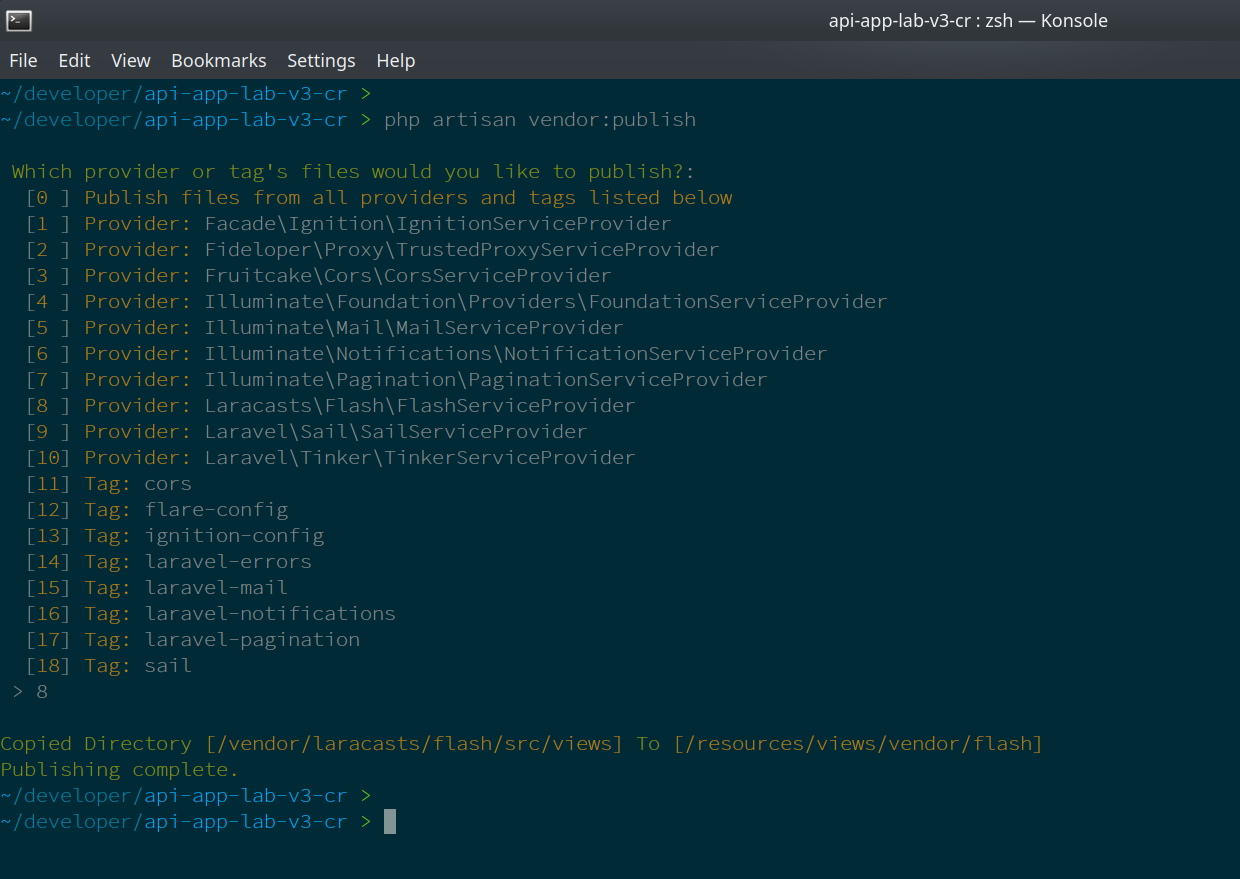 api-app-lab-v3-cr : zsh — Konsole
File Edit View Bookmarks Settings Help
~/developer/api-app-lab-v3-cr >
~/developer/api-app-lab-v3-cr > php artisan vendor:publish
Which provider or tag's files would you like to publish?:
[0 ] Publish files from all providers and tags listed below
[1 ] Provider: Facade\Ignition\IgnitionServiceProvider
[2 ] Provider: Fideloper\Proxy\TrustedProxyServiceProvider
[3 ] Provider: Fruitcake\Cors\CorsServiceProvider
[4 ] Provider: Illuminate\Foundation\Providers\FoundationServiceProvider
[5 ] Provider: Illuminate\Mail\MailServiceProvider
[6 ] Provider: Illuminate\Notifications\NotificationServiceProvider
[7 ] Provider: Illuminate\Pagination\PaginationServiceProvider
[8 ] Provider: Laracasts\Flash\FlashServiceProvider
[9 ] Provider: Laravel\Sail\SailServiceProvider
[10] Provider: Laravel\Tinker\TinkerServiceProvider
[11] Tag: cors
[12] Tag: flare-config
[13] Tag: ignition-config
[14] Tag: laravel-errors
[15] Tag: laravel-mail
[16] Tag: laravel-notifications
[17] Tag: laravel-pagination
[18] Tag: sail
> 8
Copied Directory [/vendor/laracasts/flash/src/views] To [/resources/views/vendor/flash]
Publishing complete.
~/developer/api-app-lab-v3-cr >
~/developer/api-app-lab-v3-cr >